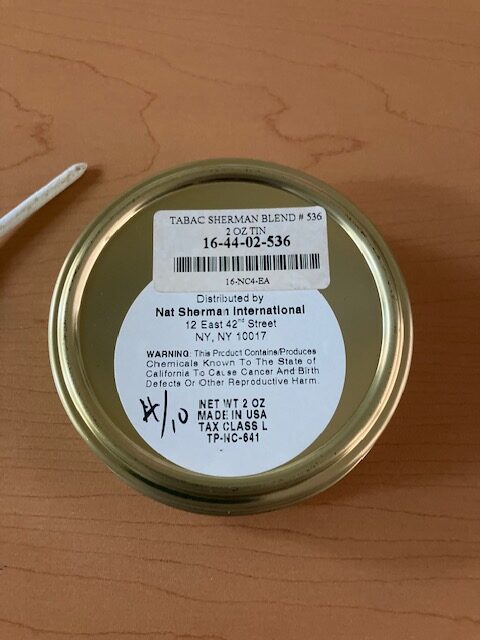 TABAC SHERMAN BLEND # 536
2 OZ TIN
16-44-02-536
16-NC4-EA
Distributed by
Nat Sherman International
12 East 42nd Street
NY, NY 10017
WARNING: This Product Contains/Produces
Chemicals Known To The State of
California To Cause Cancer And Birth
Defects Or Other Reproductive Harm.
4/10
NET WT 2 OZ
MADE IN USA
TAX CLASS L
TP-NC-641